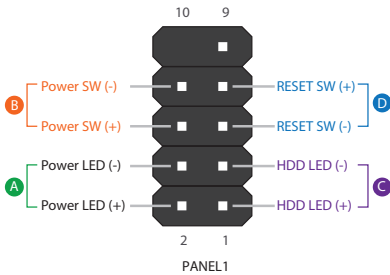 10 9
B Power SW (-) RESET SW (+) D
Power SW (+) RESET SW (-)
A Power LED (-) HDD LED (-) C
Power LED (+) HDD LED (+)
2 1
PANEL1